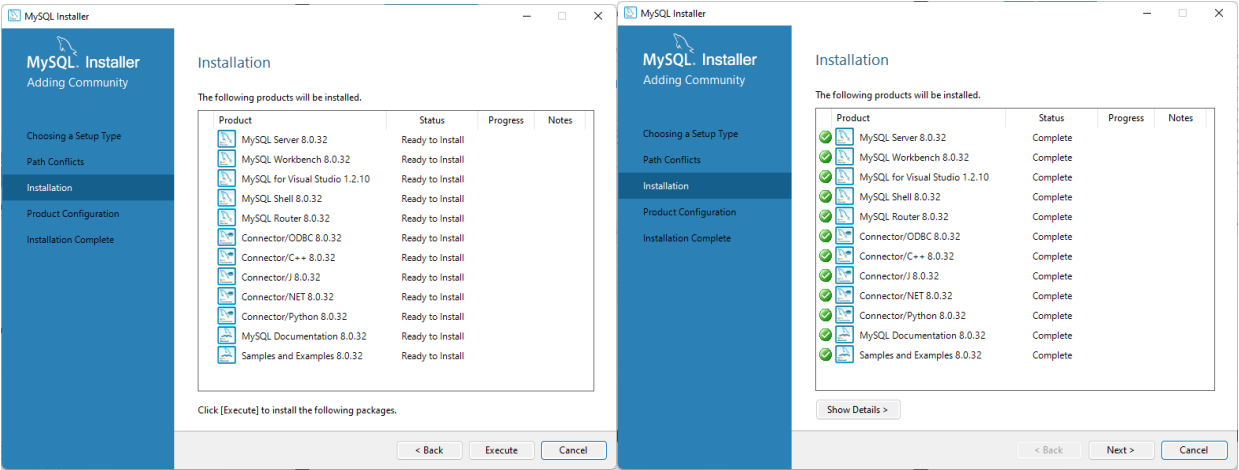 MySQL Installer
MySQL. Installer
Adding Community
Choosing a Setup Type
Path Conflicts
Installation
Product Configuration
Installation Complete
Installation
The following products will be installed.
Product Status Progress Notes
MySQL Server 8.0.32 Ready to Install
MySQL Workbench 8.0.32 Ready to Install
MySQL for Visual Studio 1.2.10 Ready to Install
MySQL Shell 8.0.32 Ready to Install
MySQL Router 8.0.32 Ready to Install
Connector/ODBC 8.0.32 Ready to Install
Connector/C++ 8.0.32 Ready to Install
Connector/J 8.0.32 Ready to Install
Connector/NET 8.0.32 Ready to Install
Connector/Python 8.0.32 Ready to Install
MySQL Documentation 8.0.32 Ready to Install
Samples and Examples 8.0.32 Ready to Install
Click [Execute] to install the following packages.
< Back Execute Cancel
MySQL Installer
MySQL. Installer
Adding Community
Choosing a Setup Type
Path Conflicts
Installation
Product Configuration
Installation Complete
Installation
The following products will be installed.
Product Status Progress Notes
MySQL Server 8.0.32 Complete
MySQL Workbench 8.0.32 Complete
MySQL for Visual Studio 1.2.10 Complete
MySQL Shell 8.0.32 Complete
MySQL Router 8.0.32 Complete
Connector/ODBC 8.0.32 Complete
Connector/C++ 8.0.32 Complete
Connector/J 8.0.32 Complete
Connector/NET 8.0.32 Complete
Connector/Python 8.0.32 Complete
MySQL Documentation 8.0.32 Complete
Samples and Examples 8.0.32 Complete
Show Details >
< Back Next > Cancel